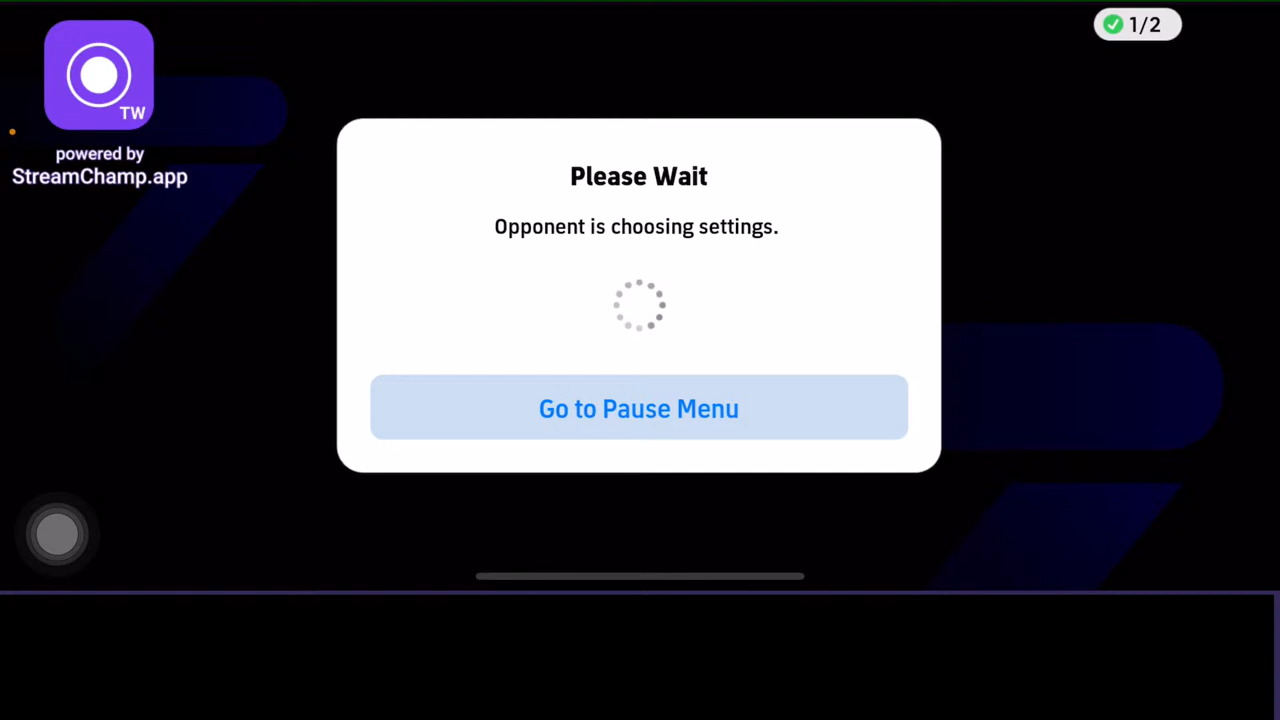 1/2
TW
powered by
StreamChamp.app
Please Wait
Opponent is choosing settings.
Go to Pause Menu